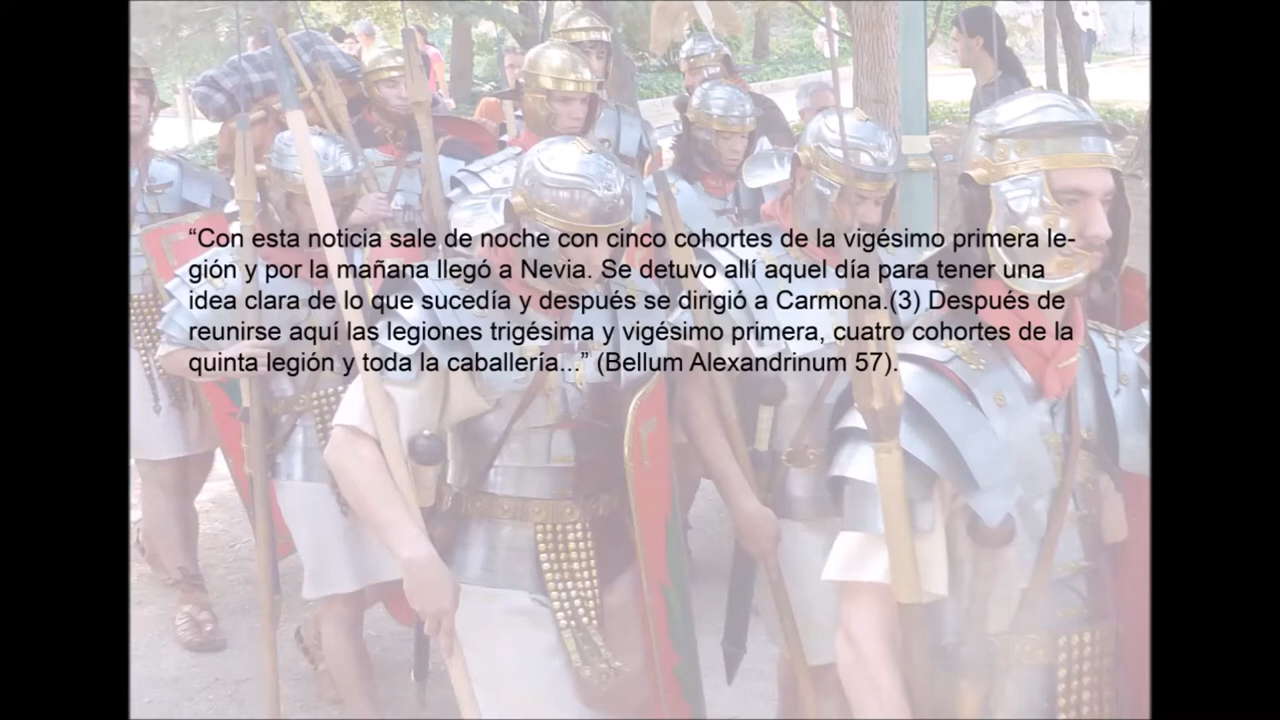 “Con esta noticia sale de noche con cinco cohortes de la vigésimo primera le-
gión y por la mañana llegó a Nevia. Se detuvo allí aquel día para tener una
idea clara de lo que sucedía y después se dirigió a Carmona.(3) Después de
reunirse aquí las legiones trigésima y vigésimo primera, cuatro cohortes de la
quinta legión y toda la caballería...” (Bellum Alexandrinum 57).